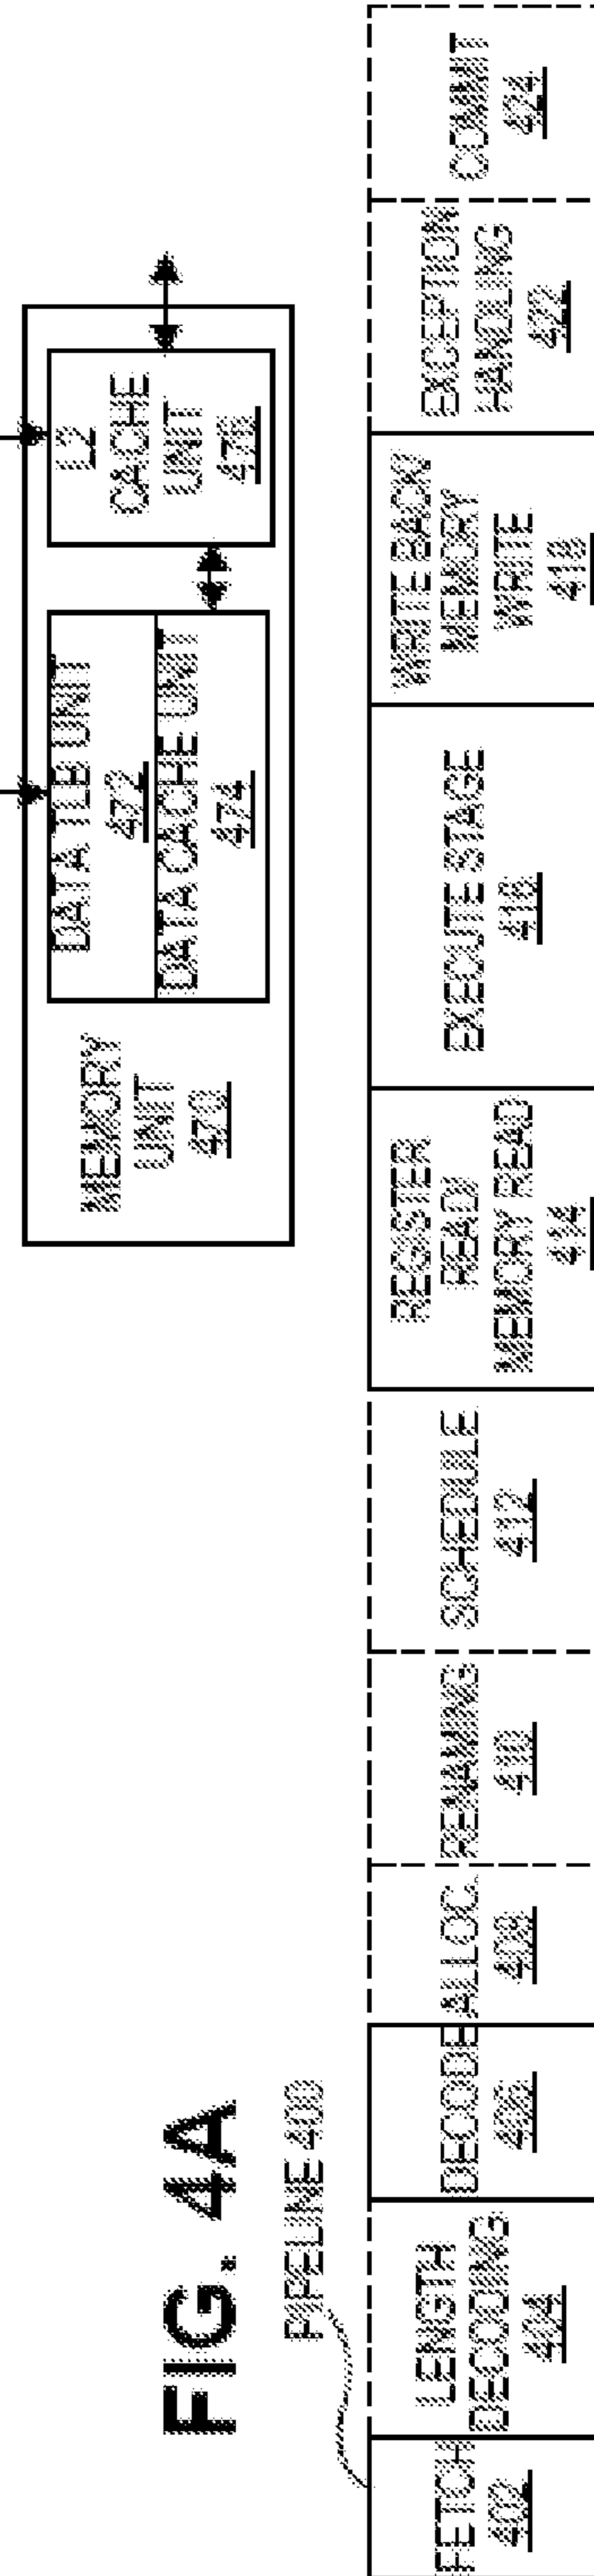 MEMORY
UNIT
470
DATA TLB UNIT
472
DATA CACHE UNIT
474
L2
CACHE
UNIT
476
FIG. 4A
PIPELINE 400
FETCH
402
LENGTH
DECODING
404
DECODE
406
ALLOC.
408
RENAMING
410
SCHEDULE
412
REGISTER
READ/
MEMORY READ
414
EXECUTE STAGE
416
WRITE BACK/
MEMORY
WRITE
418
EXCEPTION
HANDLING
422
COMMIT
424